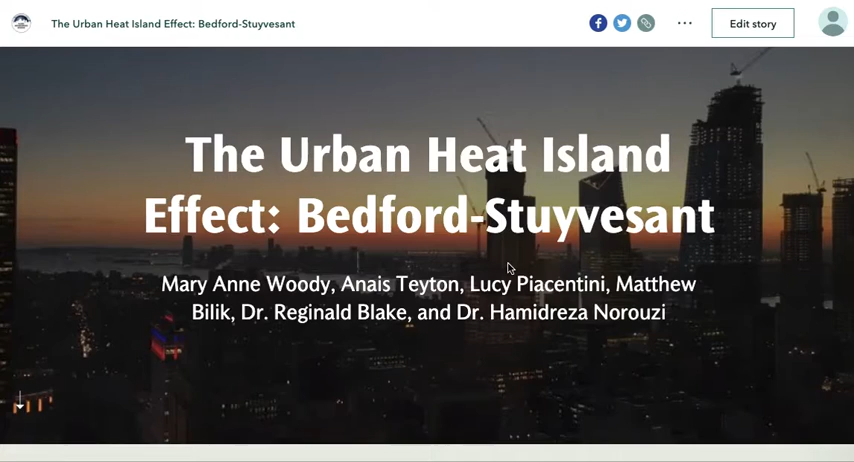 The Urban Heat Island Effect: Bedford-Stuyvesant
Edit story
The Urban Heat Island
Effect: Bedford-Stuyvesant
Mary Anne Woody, Anais Teyton, Lucy Piacentini, Matthew
Bilik, Dr. Reginald Blake, and Dr. Hamidreza Norouzi